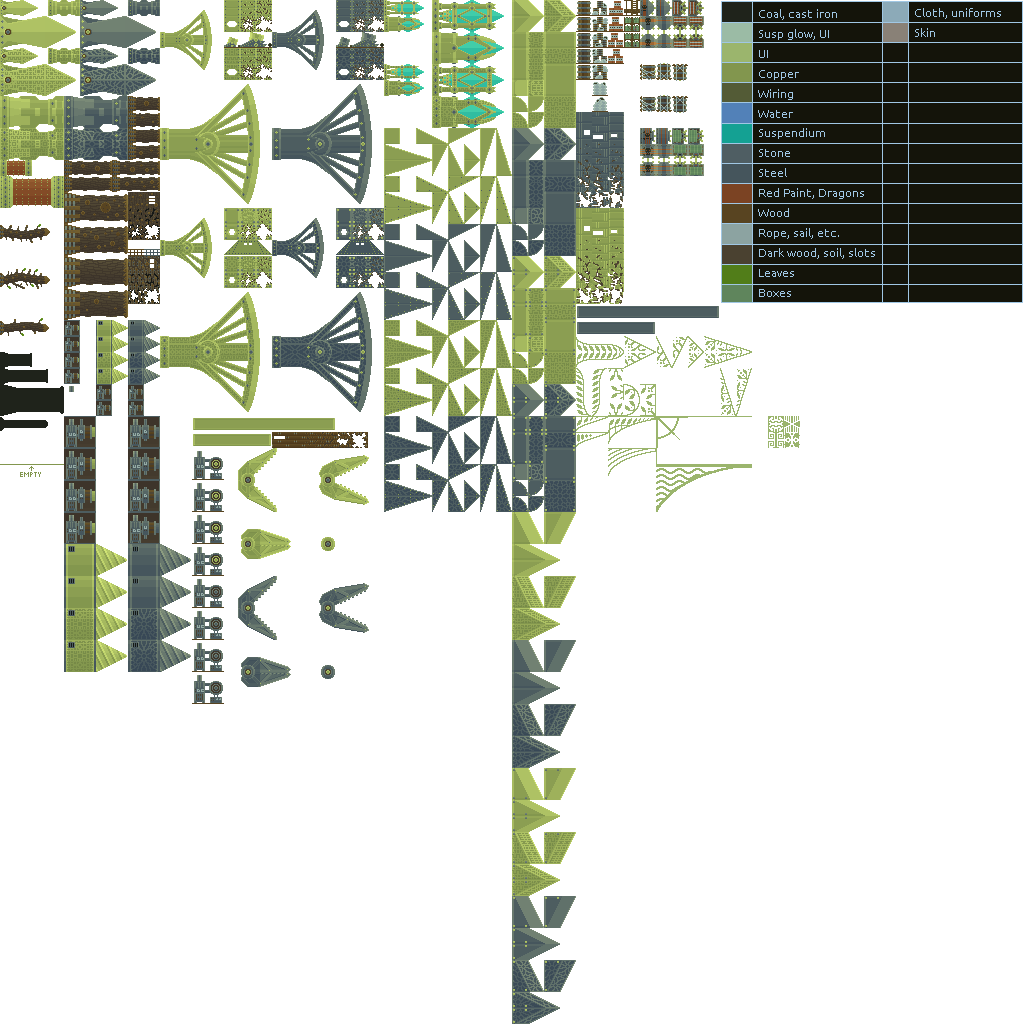 Coal, cast iron
Cloth, uniforms
Susp glow, UI
Skin
UI
Copper
Wiring
Water
Suspendium
Stone
Steel
Red Paint, Dragons
Wood
Rope, sail, etc.
Dark wood, soil, slots
Leaves
Boxes
EMPTY